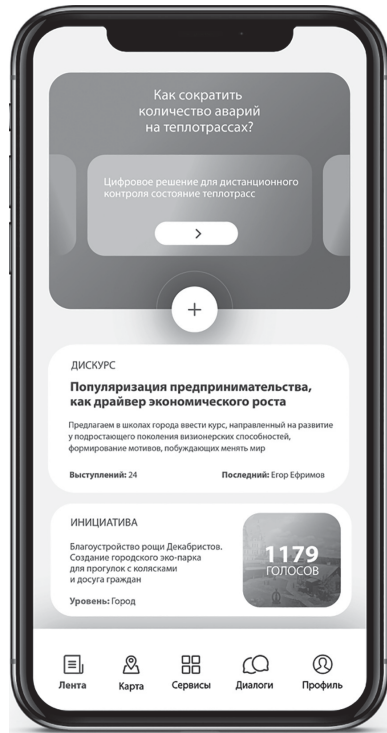 Как сократить
количество аварий
на теплотрассах?
Цифровое решение для дистанционного
контроля состояние теплотрасс
ДИСКУРС
Популяризация предпринимательства,
как драйвер экономического роста
Предлагаем в школах города ввести курс, направленный на развитие
у подростающего поколения визионерских способностей,
формирование мотивов, побуждающих менять мир
Выступлений: 24 Последний: Егор Ефримов
ИНИЦИАТИВА
Благоустройство рощи Декабристов.
Создание городского эко-парка
для прогулок с колясками
и досуга граждан
Уровень: Город
1179
ГОЛОСОВ
Лента Карта Сервисы Диалоги Профиль